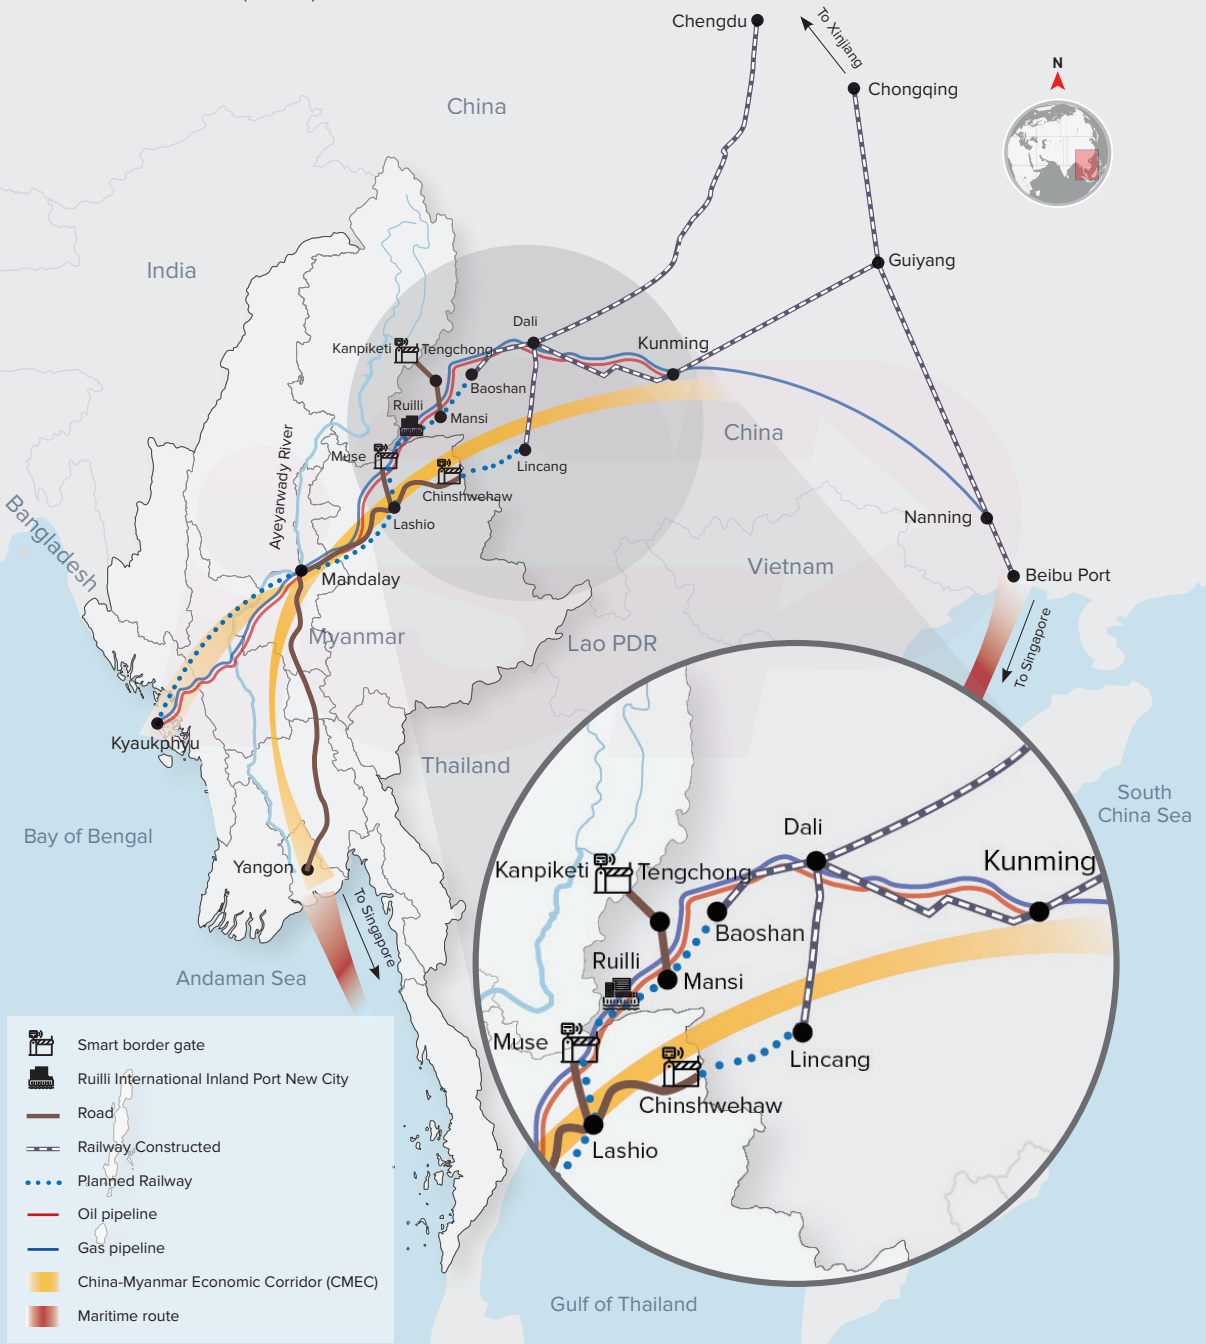 Chengdu
To Xinjiang
Chongqing
N
China
India
Guiyang
Dali
Kanpiketi
Tengchong
Kunming
Baoshan
Ruilli
Mansi
China
Muse
Lincang
Chinshwehaw
Ayeyarwady River
Lashio
Nanning
Bangladesh
Mandalay
Vietnam
Beibu Port
Myanmar
Lao PDR
To Singapore
Kyaukphyu
Thailand
South
China Sea
Bay of Bengal
Yangon
To Singapore
Andaman Sea
Dali
Kanpiketi
Tengchong
Kunming
Baoshan
Ruilli
Mansi
Muse
Lincang
Chinshwehaw
Lashio
Smart border gate
Ruilli International Inland Port New City
Road
Railway Constructed
Planned Railway
Oil pipeline
Gas pipeline
China-Myanmar Economic Corridor (CMEC)
Maritime route
Gulf of Thailand